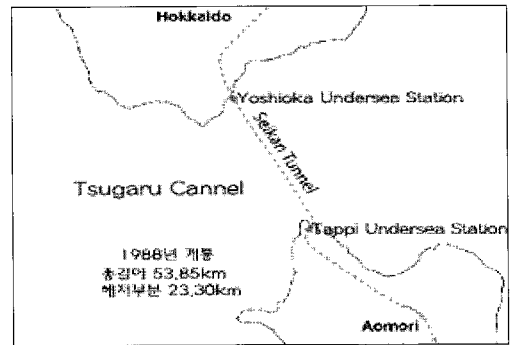 Hokkaido
Yoshioka Undersea Station
Seikan Tunnel
Tsugaru Cannel
Tappi Undersea Station
1988년 개통
총길이 53,85km
해저부분 23,30km
Aomori